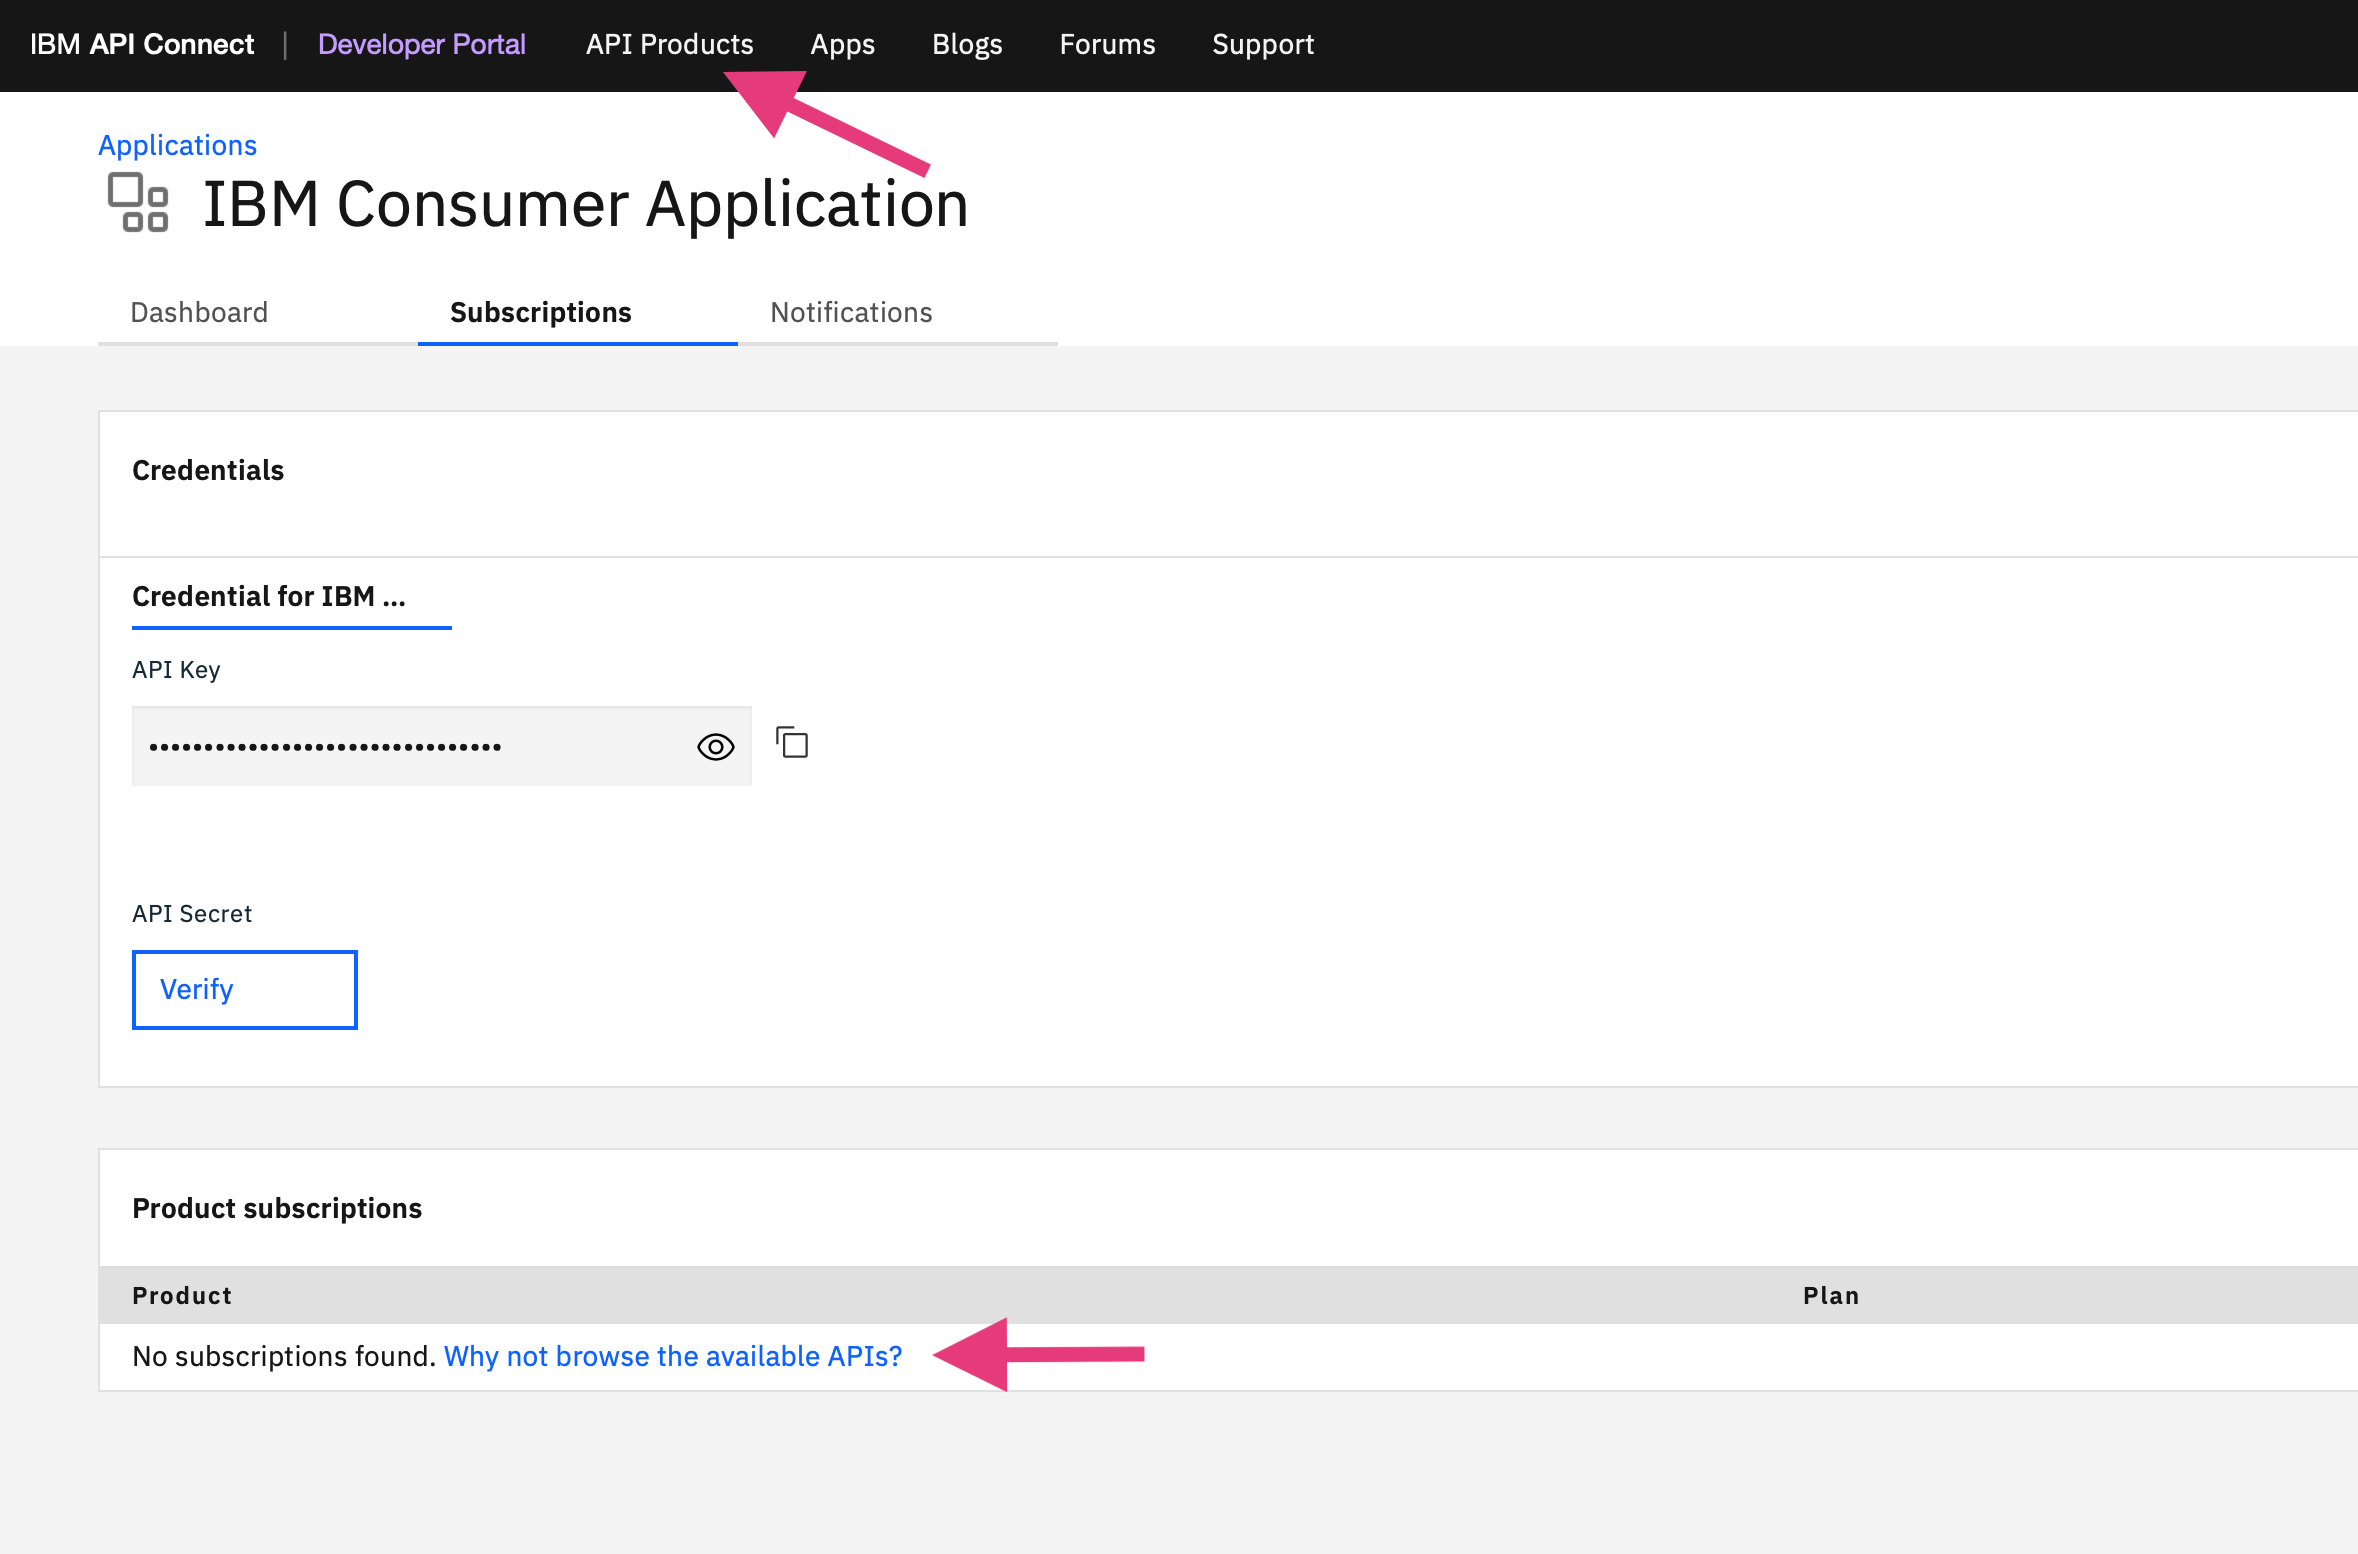 IBM API Connect | Developer Portal API Products Apps Blogs Forums Support
Applications
IBM Consumer Application
Dashboard Subscriptions Notifications
Credentials
Credential for IBM ...
API Key
••••••••••••••••••••••••••••••••
API Secret
Verify
Product subscriptions
Product Plan
No subscriptions found. Why not browse the available APIs?